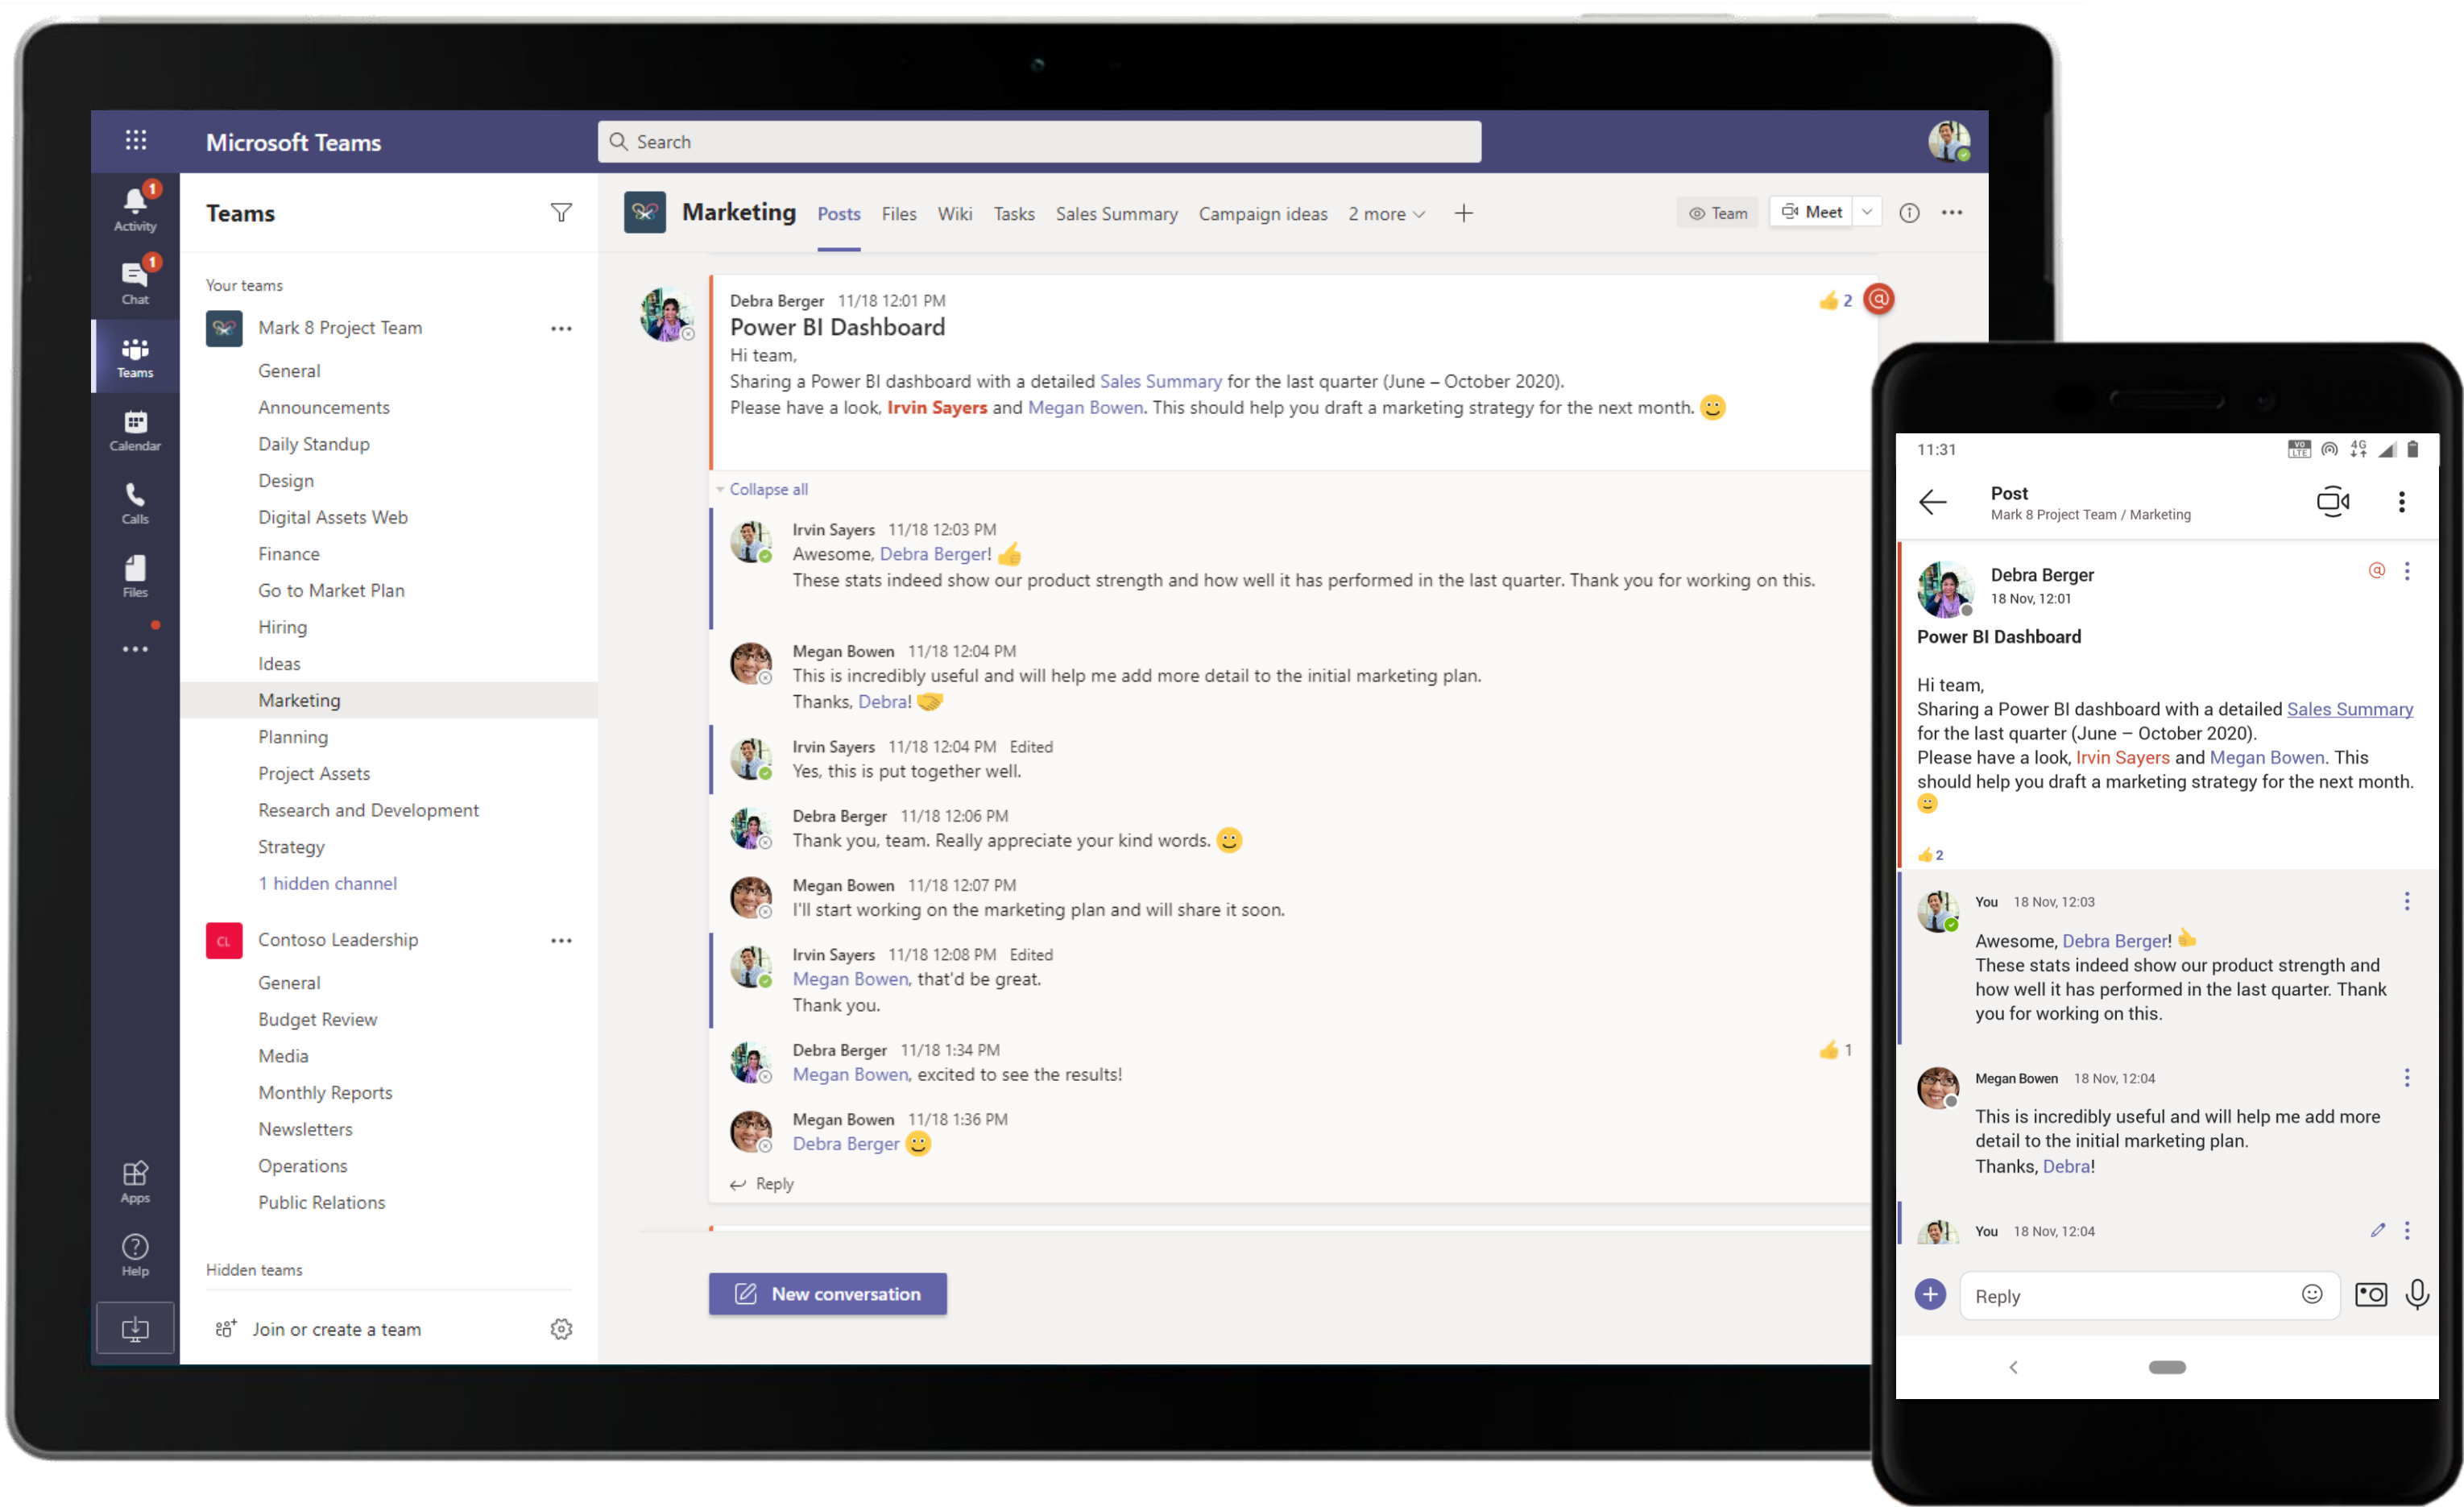 Microsoft Teams
Search
1
Activity
1
Chat
Teams
Calendar
Calls
Files
Apps
Help
Teams
Your teams
Mark 8 Project Team
General
Announcements
Daily Standup
Design
Digital Assets Web
Finance
Go to Market Plan
Hiring
Ideas
Marketing
Planning
Project Assets
Research and Development
Strategy
1 hidden channel
CL Contoso Leadership
General
Budget Review
Media
Monthly Reports
Newsletters
Operations
Public Relations
Hidden teams
Join or create a team
Marketing Posts Files Wiki Tasks Sales Summary Campaign ideas 2 more Team Meet
Debra Berger 11/18 12:01 PM 2 @
Power BI Dashboard
Hi team,
Sharing a Power BI dashboard with a detailed Sales Summary for the last quarter (June – October 2020).
Please have a look, Irvin Sayers and Megan Bowen. This should help you draft a marketing strategy for the next month.
Collapse all
Irvin Sayers 11/18 12:03 PM
Awesome, Debra Berger!
These stats indeed show our product strength and how well it has performed in the last quarter. Thank you for working on this.
Megan Bowen 11/18 12:04 PM
This is incredibly useful and will help me add more detail to the initial marketing plan.
Thanks, Debra!
Irvin Sayers 11/18 12:04 PM Edited
Yes, this is put together well.
Debra Berger 11/18 12:06 PM
Thank you, team. Really appreciate your kind words.
Megan Bowen 11/18 12:07 PM
I'll start working on the marketing plan and will share it soon.
Irvin Sayers 11/18 12:08 PM Edited
Megan Bowen, that'd be great.
Thank you.
Debra Berger 11/18 1:34 PM 1
Megan Bowen, excited to see the results!
Megan Bowen 11/18 1:36 PM
Debra Berger
Reply
New conversation
11:31 VO LTE 4G
Post
Mark 8 Project Team / Marketing
Debra Berger @
18 Nov, 12:01
Power BI Dashboard
Hi team,
Sharing a Power BI dashboard with a detailed Sales Summary
for the last quarter (June – October 2020).
Please have a look, Irvin Sayers and Megan Bowen. This
should help you draft a marketing strategy for the next month.
2
You 18 Nov, 12:03
Awesome, Debra Berger!
These stats indeed show our product strength and
how well it has performed in the last quarter. Thank
you for working on this.
Megan Bowen 18 Nov, 12:04
This is incredibly useful and will help me add more
detail to the initial marketing plan.
Thanks, Debra!
You 18 Nov, 12:04
Reply